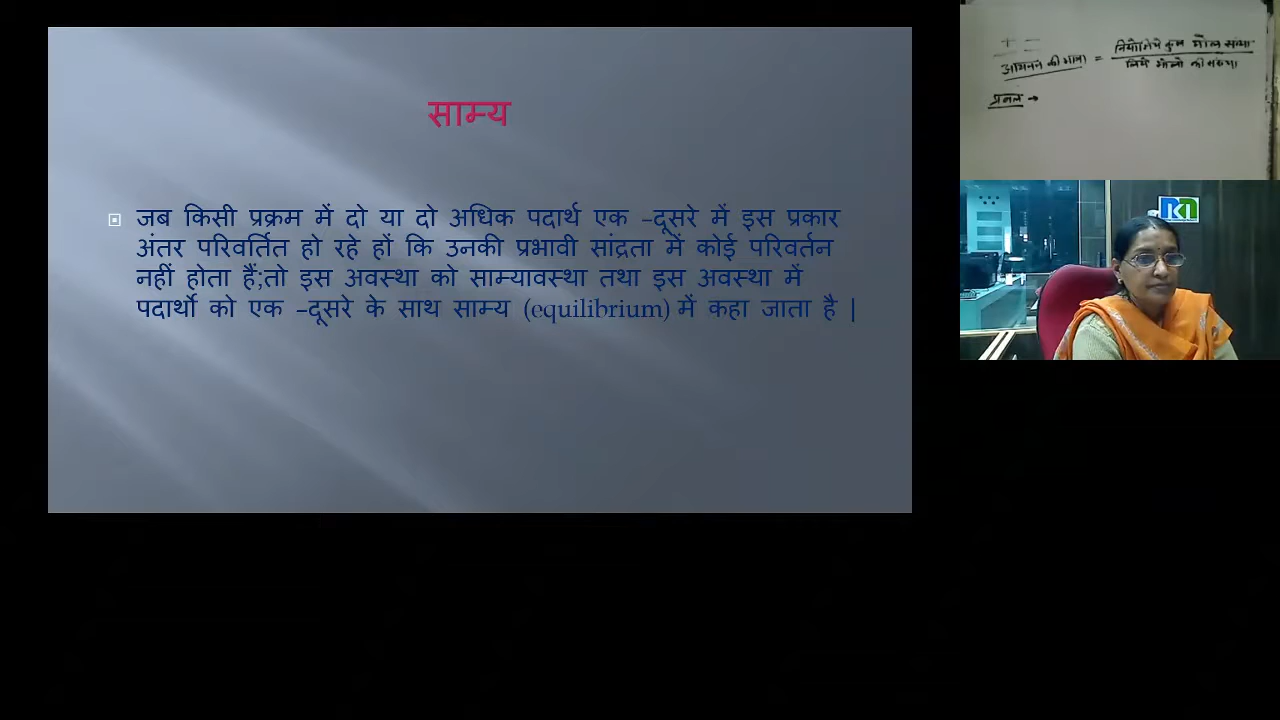 साम्य
जब किसी प्रक्रम में दो या दो अधिक पदार्थ एक –दूसरे में इस प्रकार
अंतर परिवर्तित हो रहे हों कि उनकी प्रभावी सांद्रता में कोई परिवर्तन
नहीं होता हैं;तो इस अवस्था को साम्यावस्था तथा इस अवस्था में
पदार्थो को एक –दूसरे के साथ साम्य (equilibrium) में कहा जाता है |
+ –
की मात्रा =
कुल मोल संख्या
मोलो की संख्या
प्रबल →